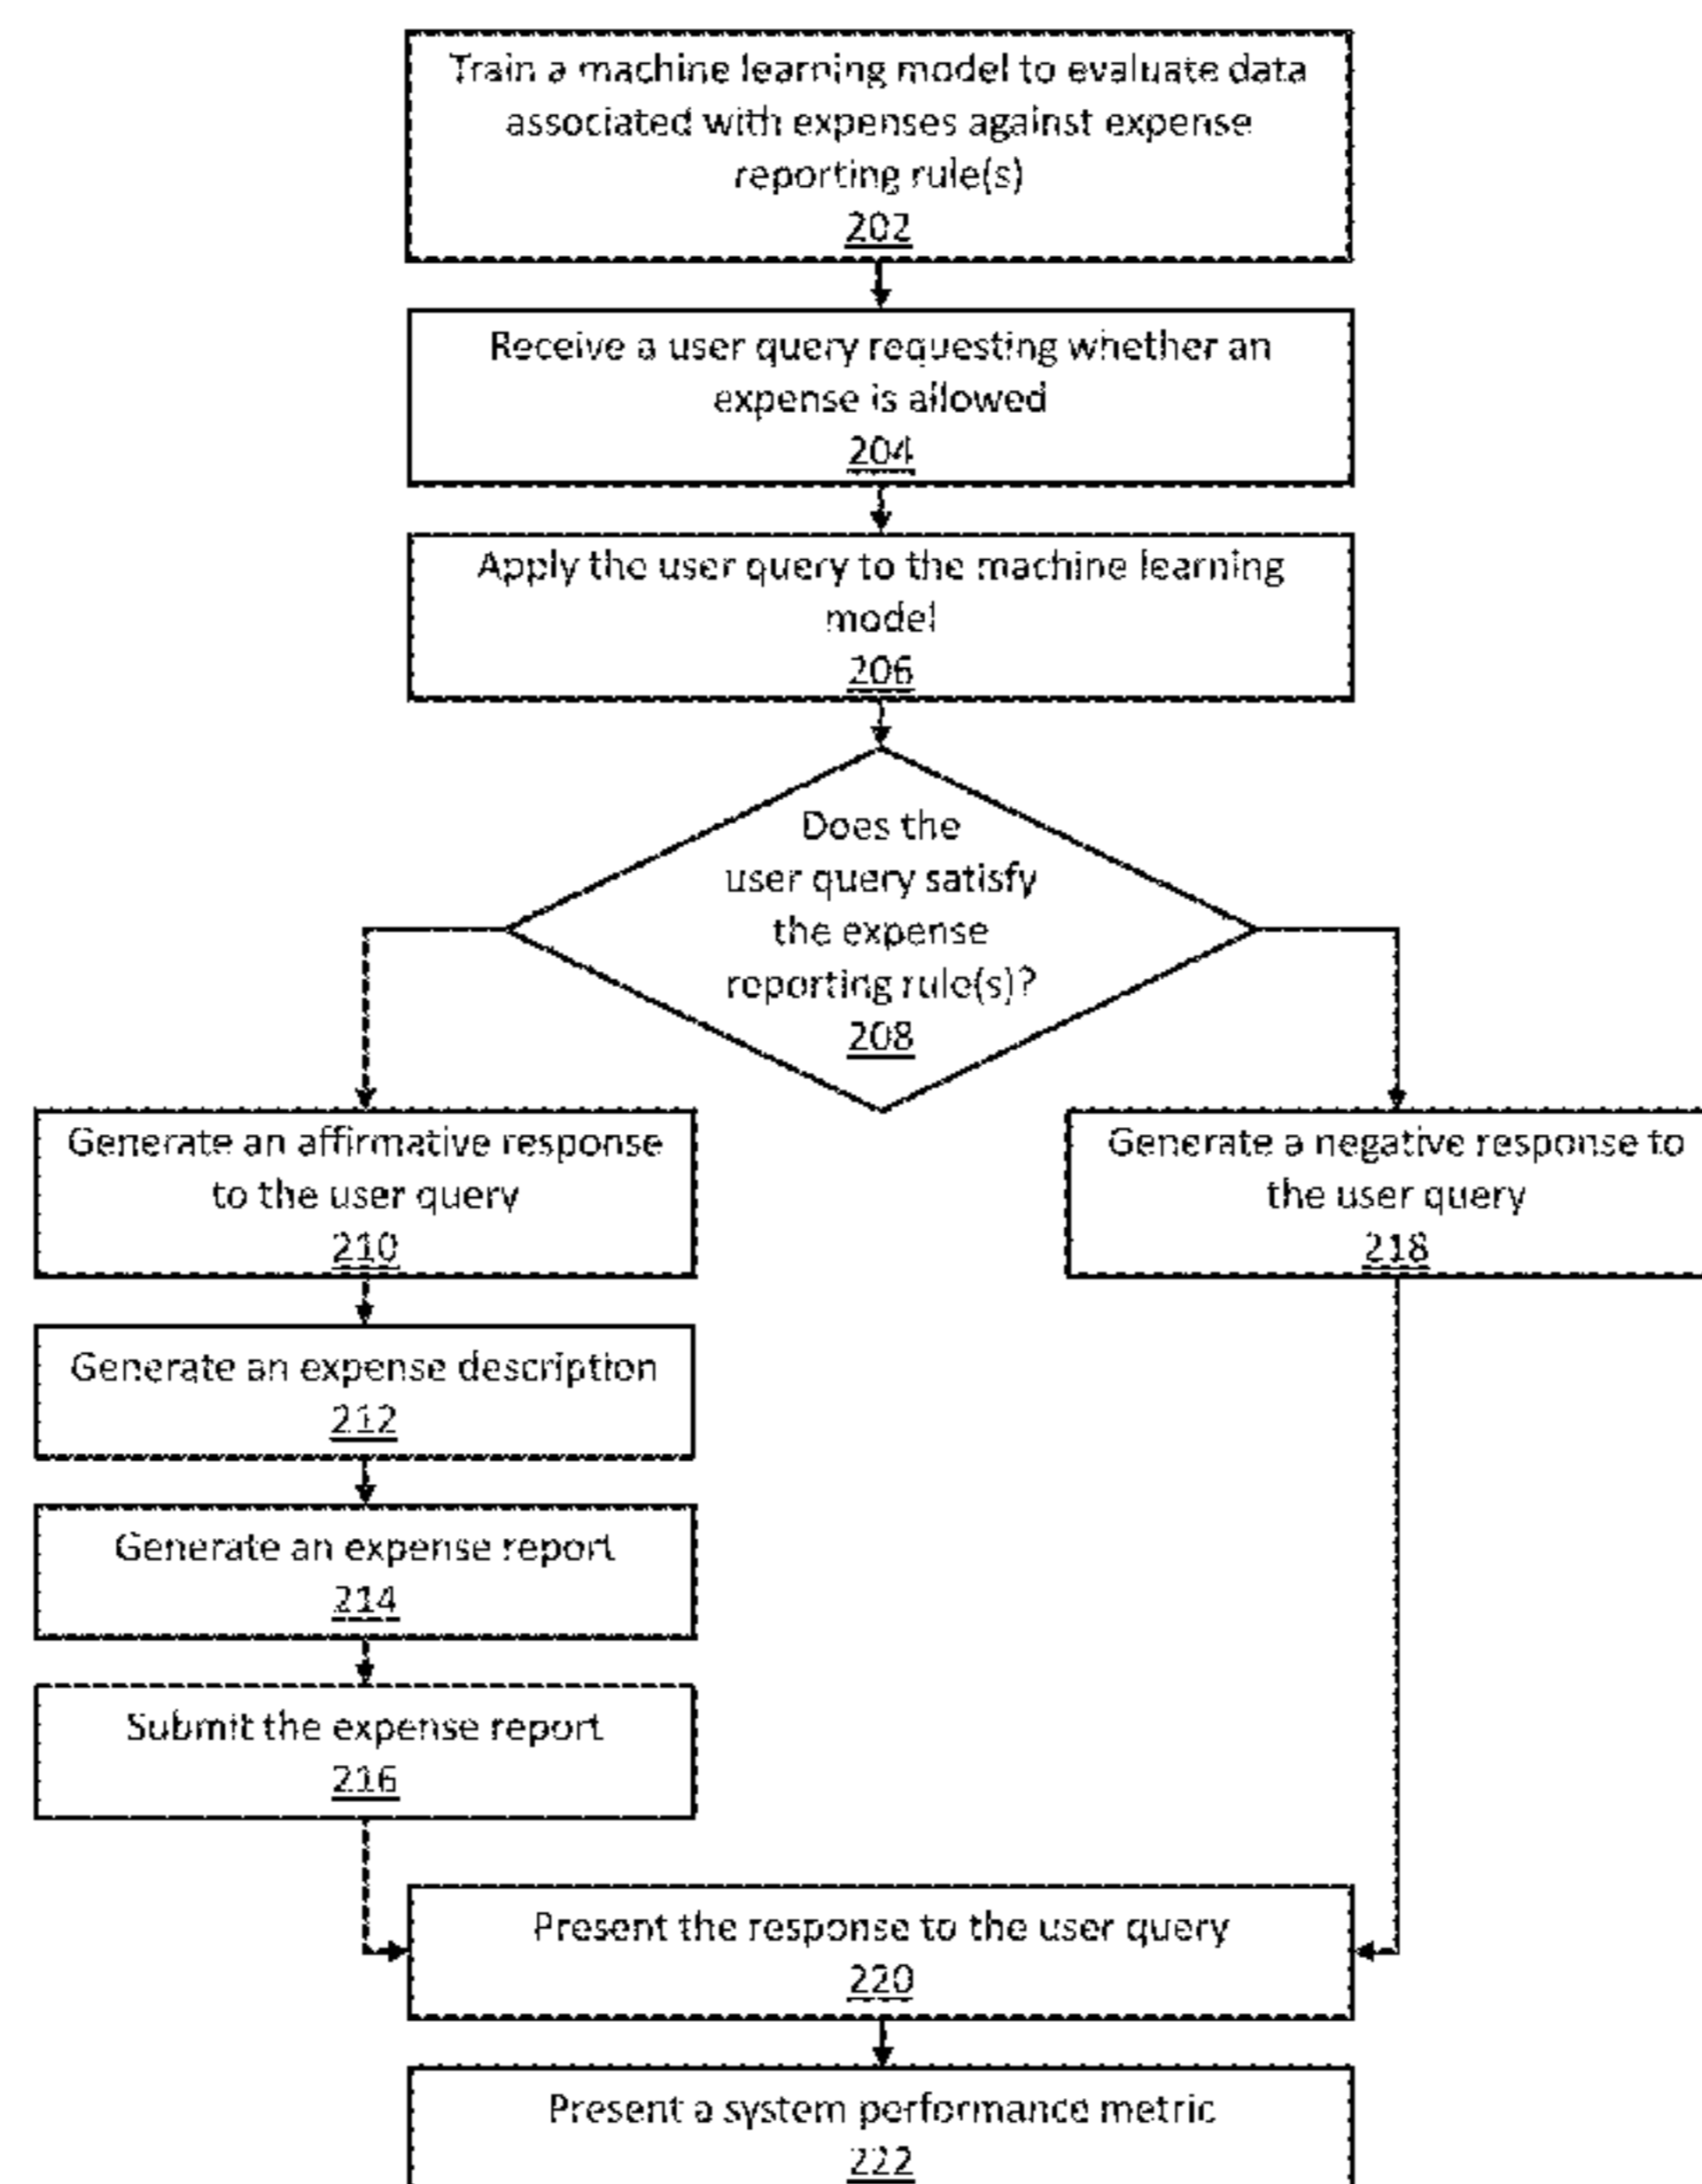 Train a machine learning model to evaluate data
associated with expenses against expense
reporting rule(s)
202
Receive a user query requesting whether an
expense is allowed
204
Apply the user query to the machine learning
model
206
Does the
user query satisfy
the expense
reporting rule(s)?
208
Generate an affirmative response
to the user query
210
Generate a negative response to
the user query
218
Generate an expense description
212
Generate an expense report
214
Submit the expense report
216
Present the response to the user query
220
Present a system performance metric
222